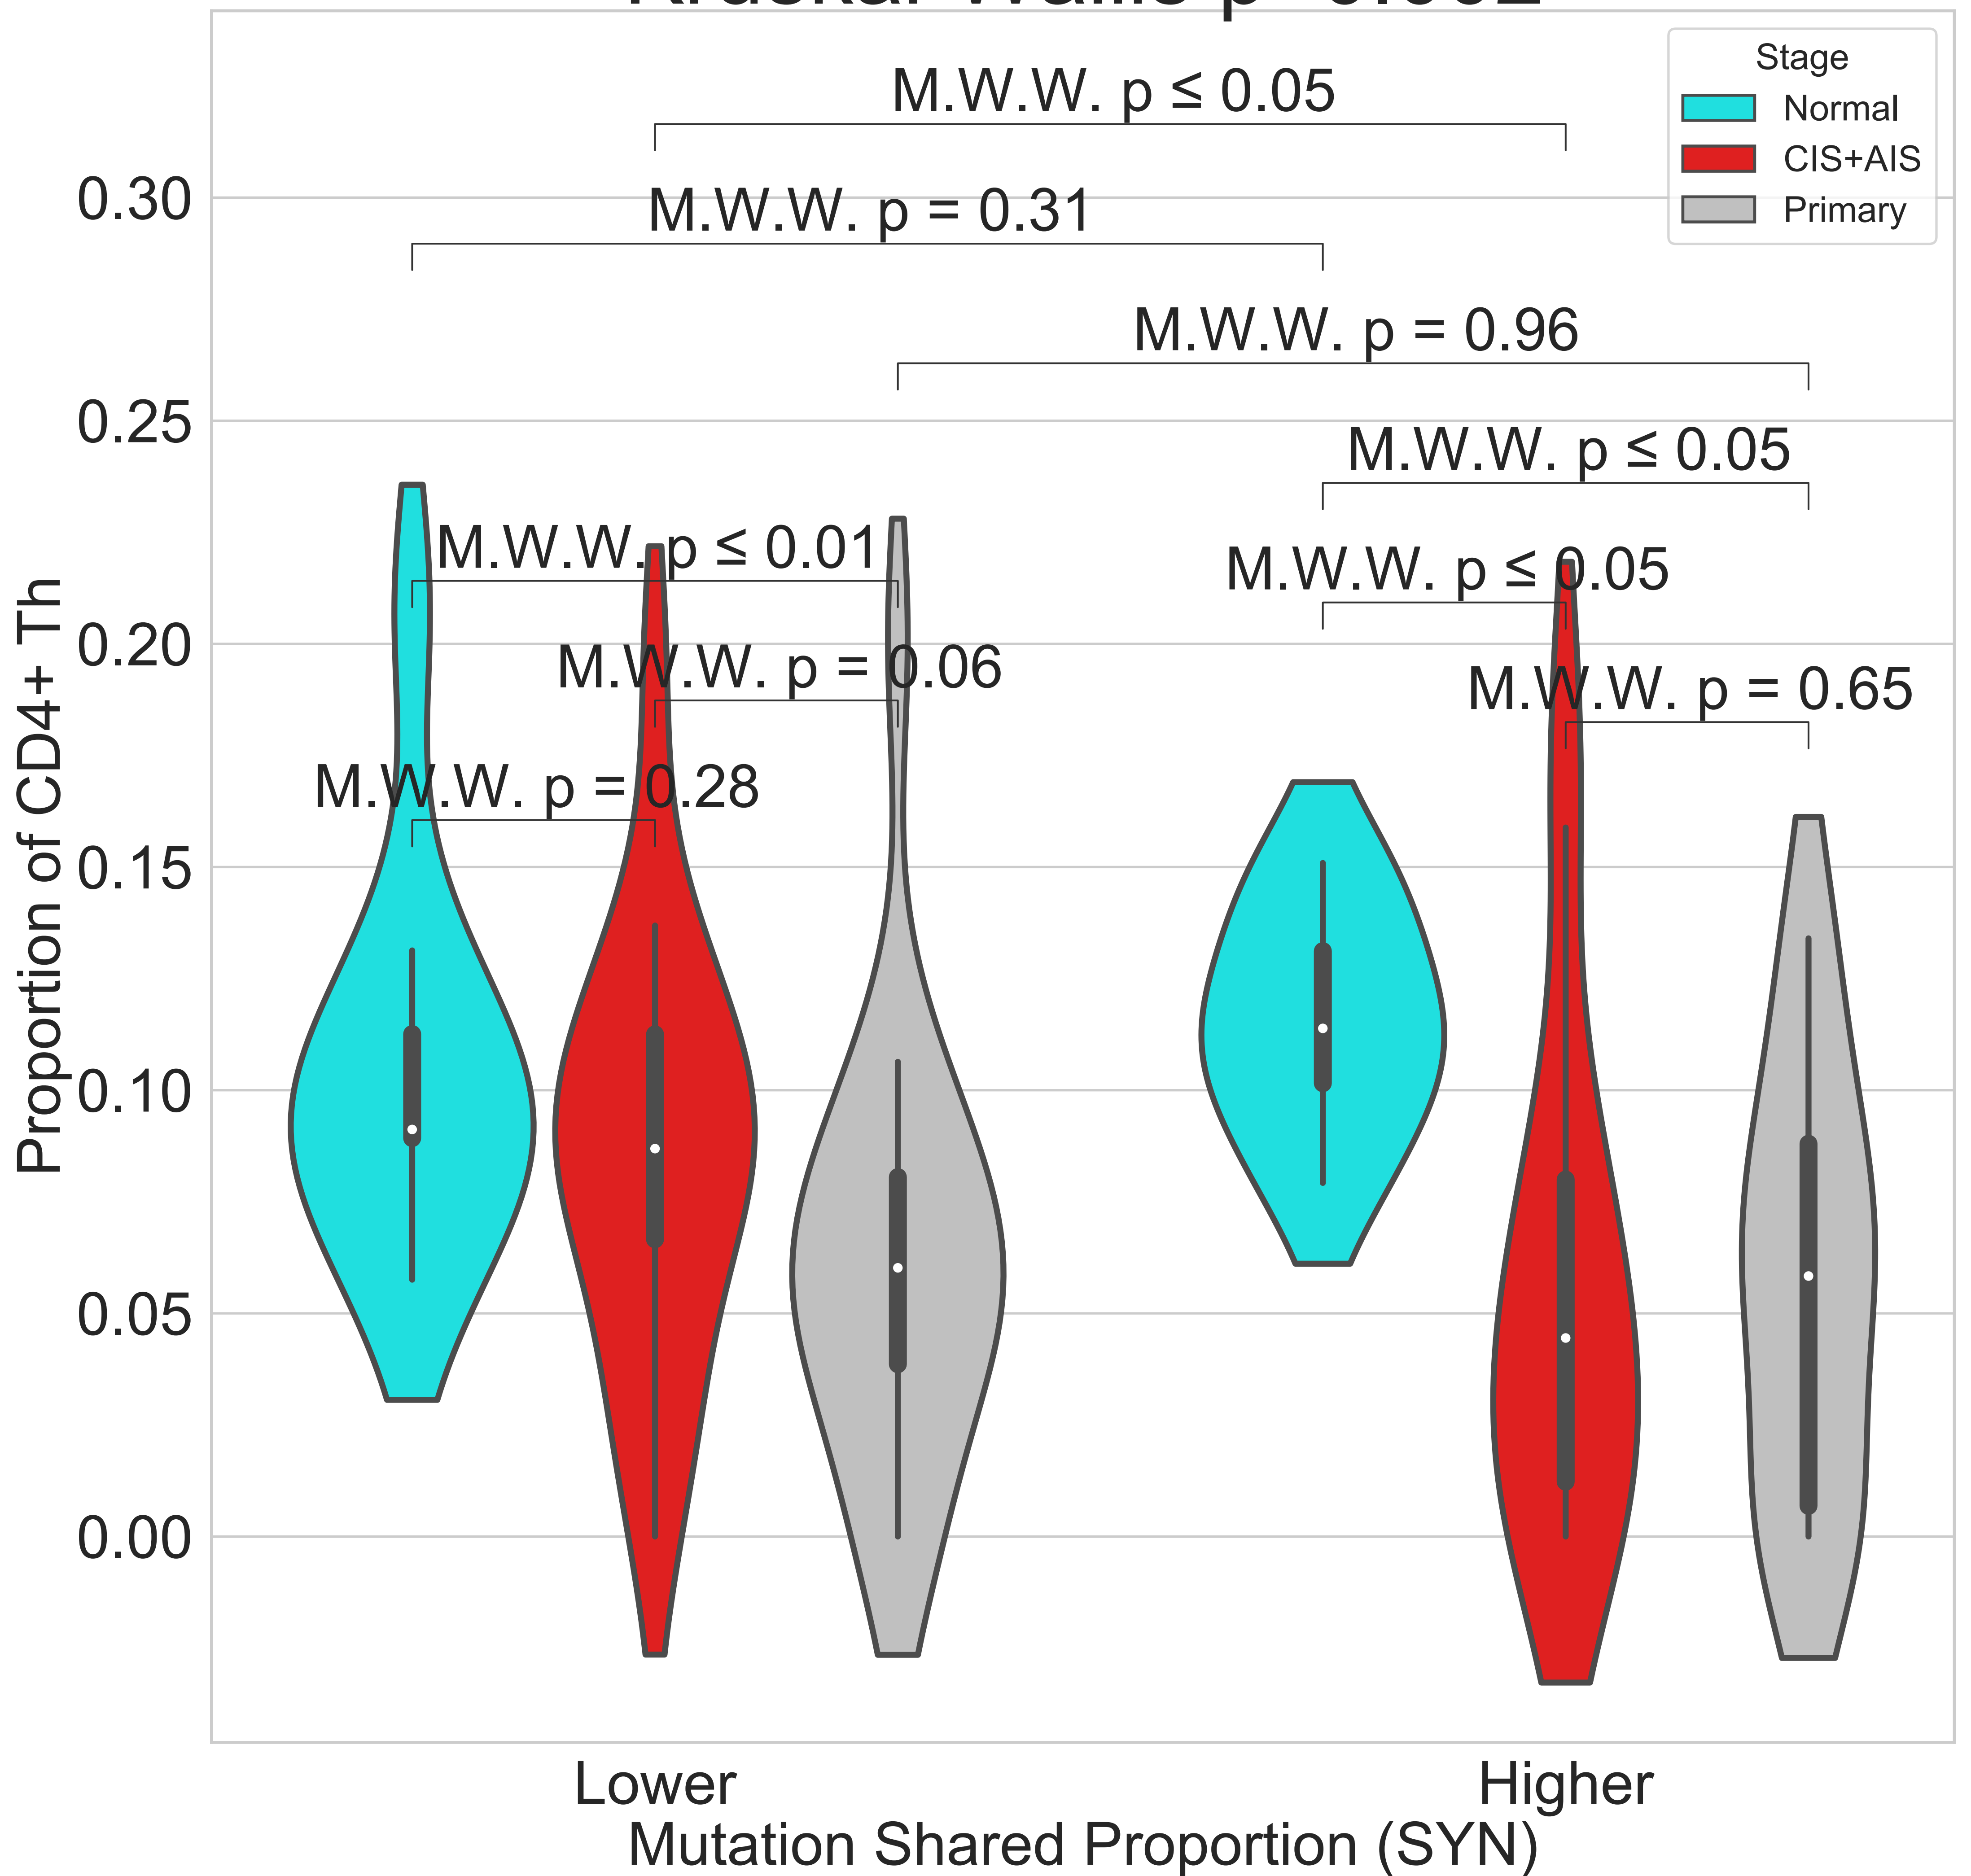 Stage
Normal
CIS+AIS
Primary
M.W.W. p ≤ 0.05
M.W.W. p = 0.31
M.W.W. p = 0.96
M.W.W. p ≤ 0.05
M.W.W. p ≤ 0.01
M.W.W. p ≤ 0.05
M.W.W. p = 0.06
M.W.W. p = 0.65
M.W.W. p = 0.28
0.30
0.25
0.20
0.15
0.10
0.05
0.00
Proportion of CD4+ Th
Lower
Higher
Mutation Shared Proportion (SYN)